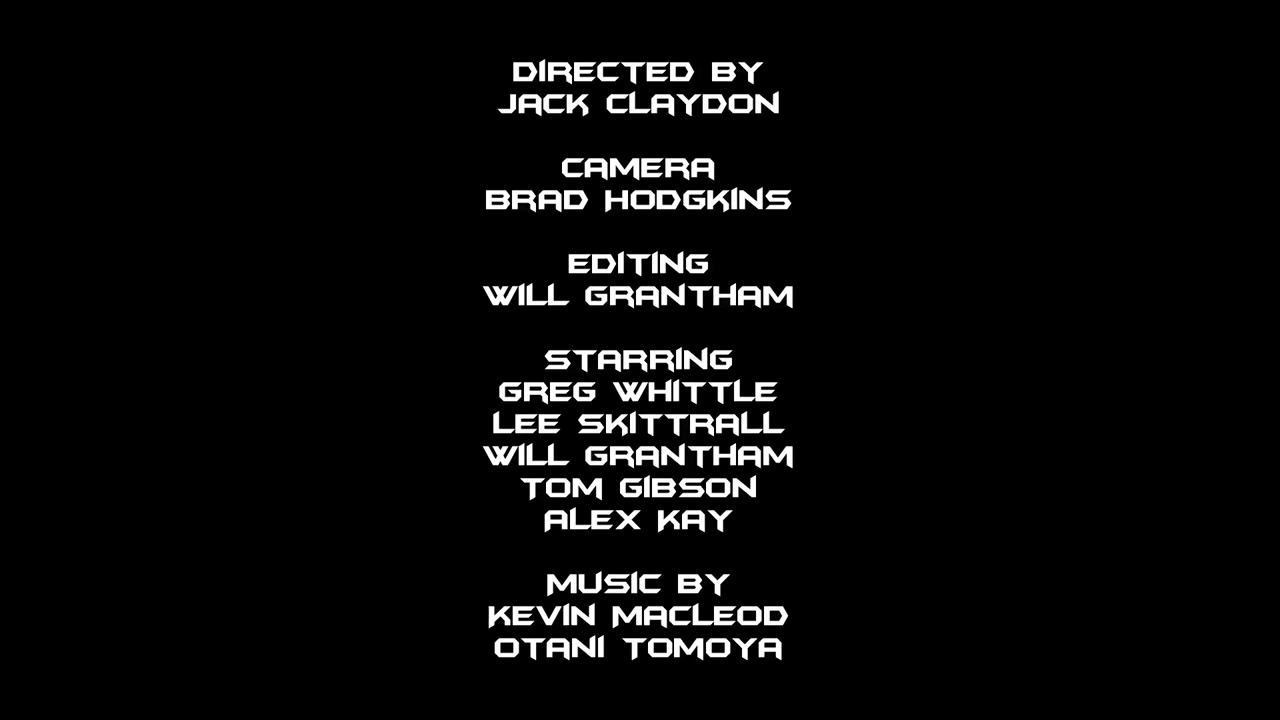 DIRECTED BY
JACK CLAYDON
CAMERA
BRAD HODGKINS
EDITING
WILL GRANTHAM
STARRING
GREG WHITTLE
LEE SKITTRALL
WILL GRANTHAM
TOM GIBSON
ALEX KAY
MUSIC BY
KEVIN MACLEOD
OTANI TOMOYA